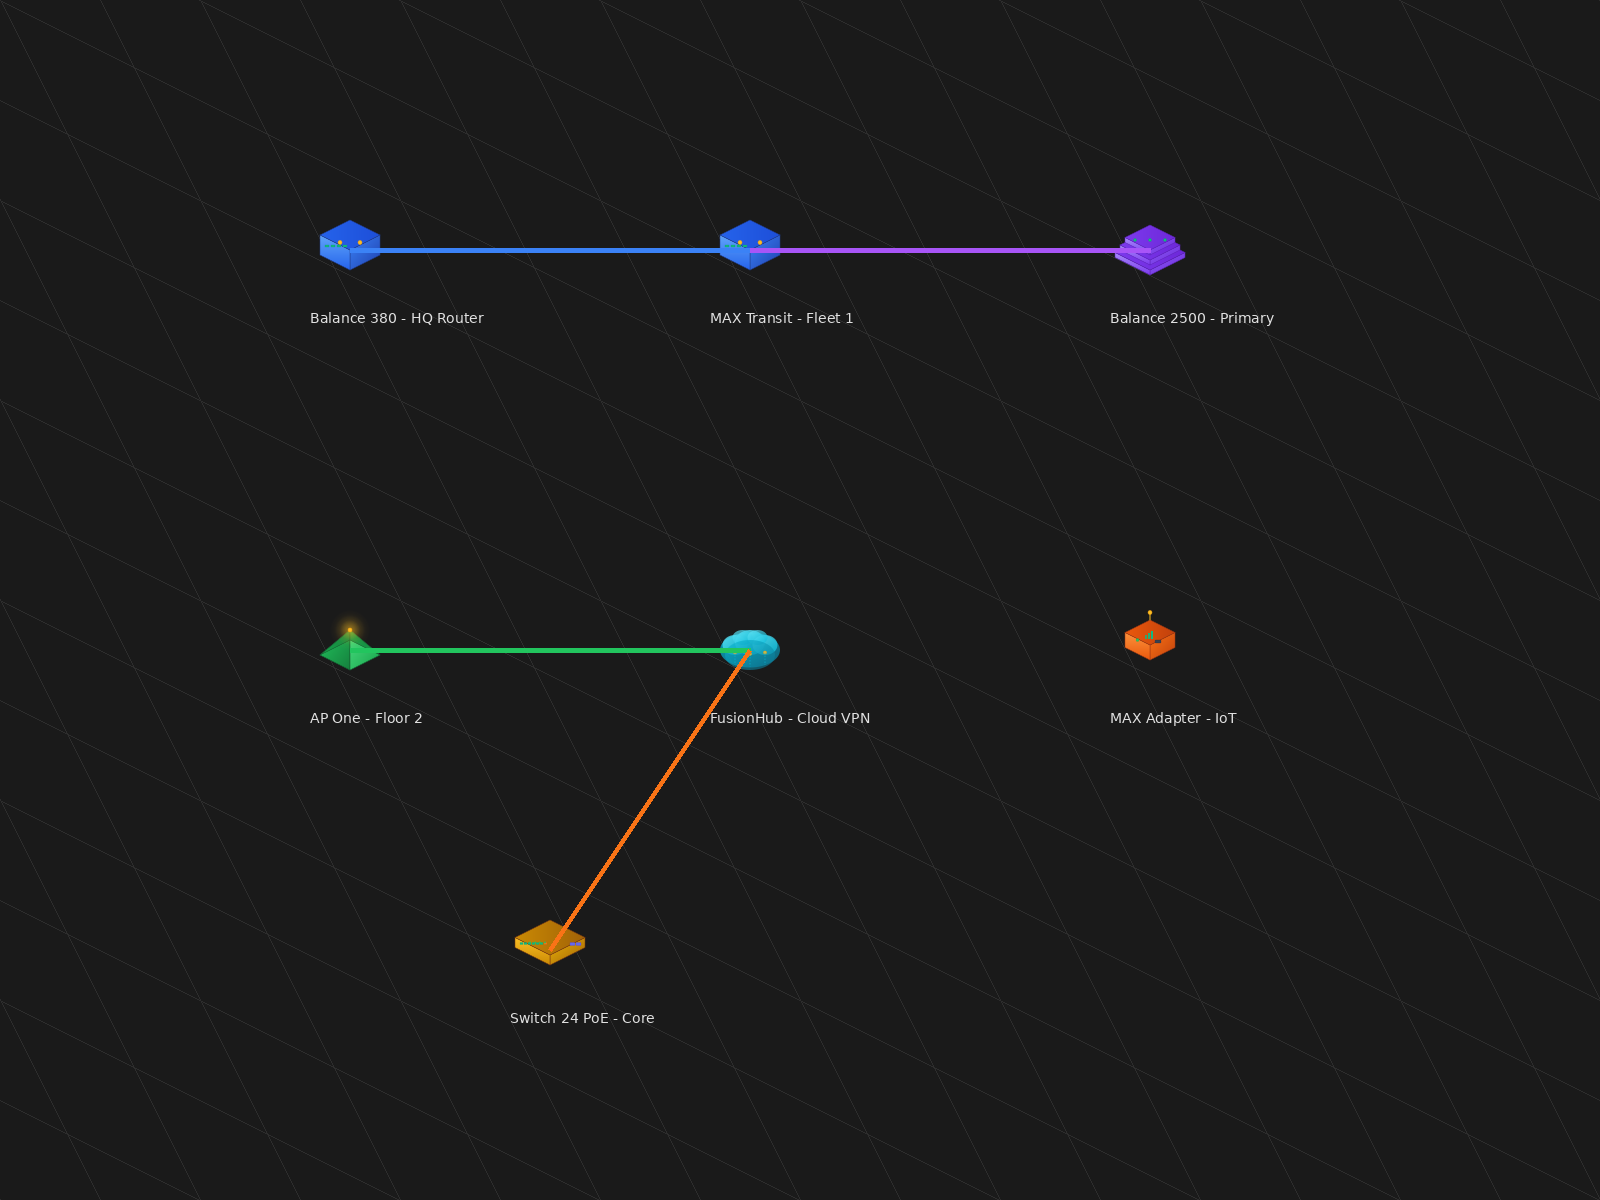 Balance 380 - HQ Router
MAX Transit - Fleet 1
Balance 2500 - Primary
AP One - Floor 2
FusionHub - Cloud VPN
MAX Adapter - IoT
Switch 24 PoE - Core